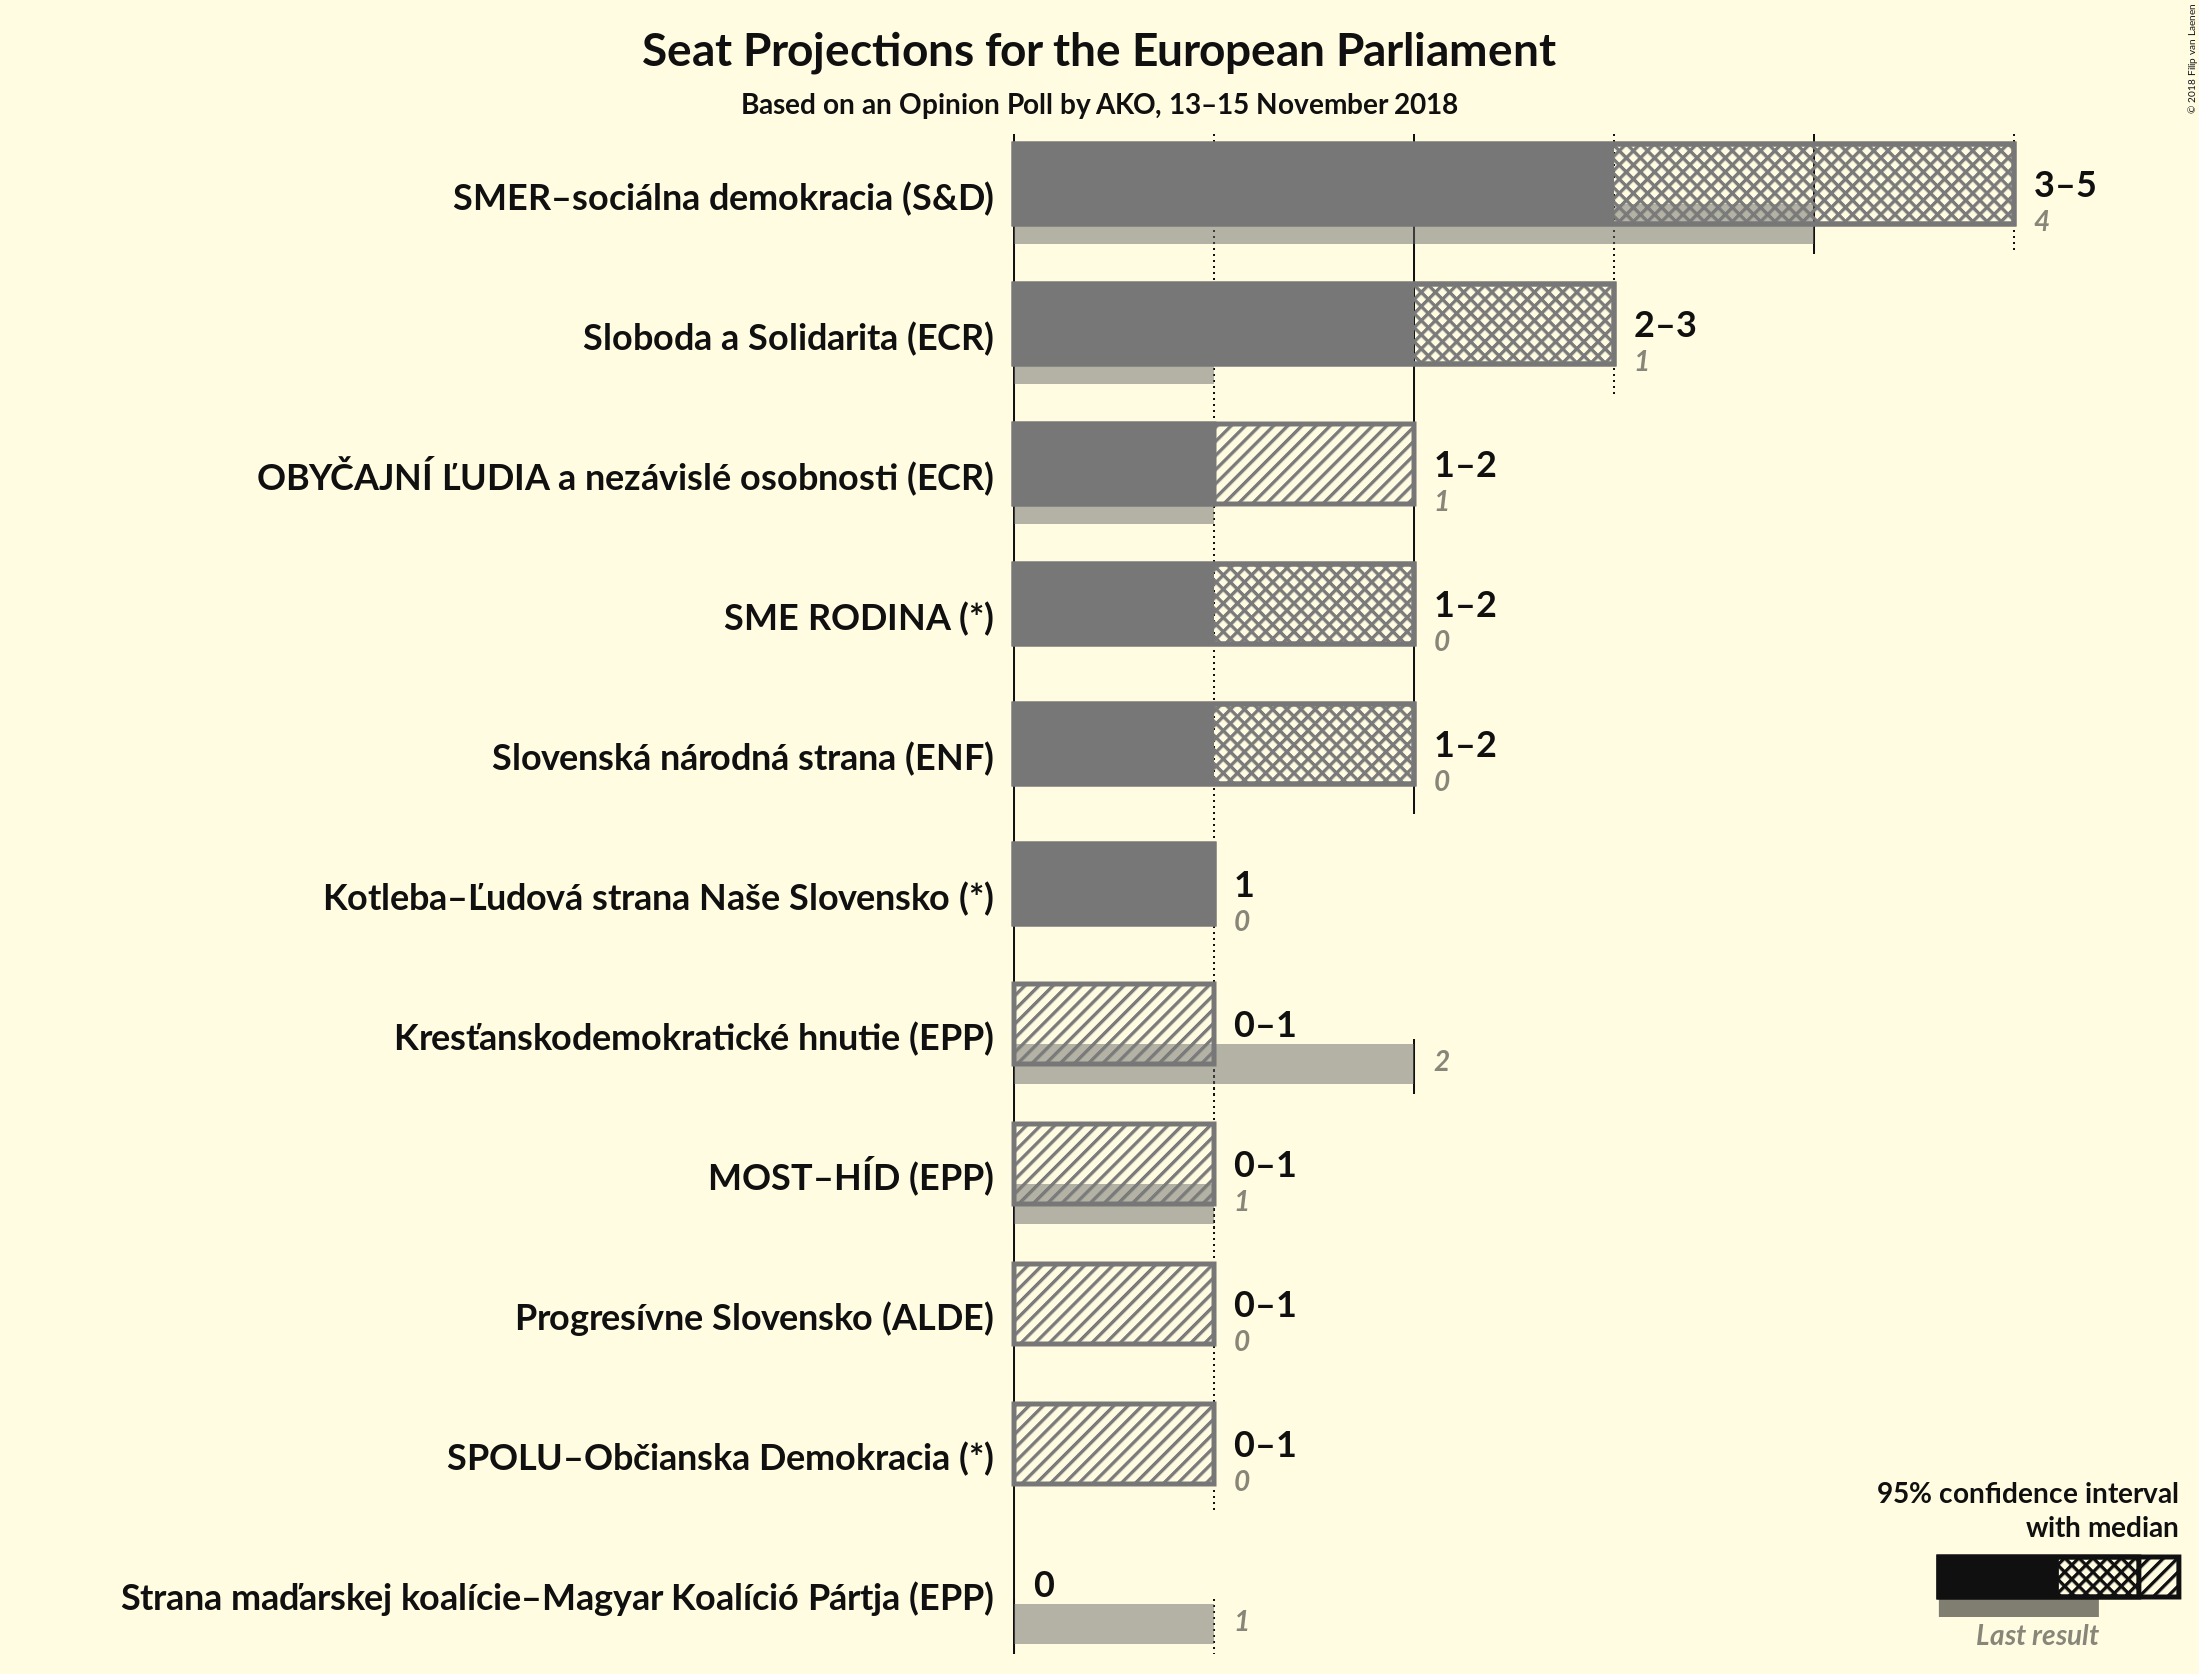 Seat Projections for the European Parliament
Based on an Opinion Poll by AKO, 13–15 November 2018
© 2018 Filip van Laenen
SMER–sociálna demokracia (S&D)
3–5
4
Sloboda a Solidarita (ECR)
2–3
1
OBYČAJNÍ ĽUDIA a nezávislé osobnosti (ECR)
1–2
1
SME RODINA (*)
1–2
0
Slovenská národná strana (ENF)
1–2
0
Kotleba–Ľudová strana Naše Slovensko (*)
1
0
Kresťanskodemokratické hnutie (EPP)
0–1
2
MOST–HÍD (EPP)
0–1
1
Progresívne Slovensko (ALDE)
0–1
0
SPOLU–Občianska Demokracia (*)
0–1
0
Strana maďarskej koalície–Magyar Koalíció Pártja (EPP)
0
1
95% confidence interval
with median
Last result